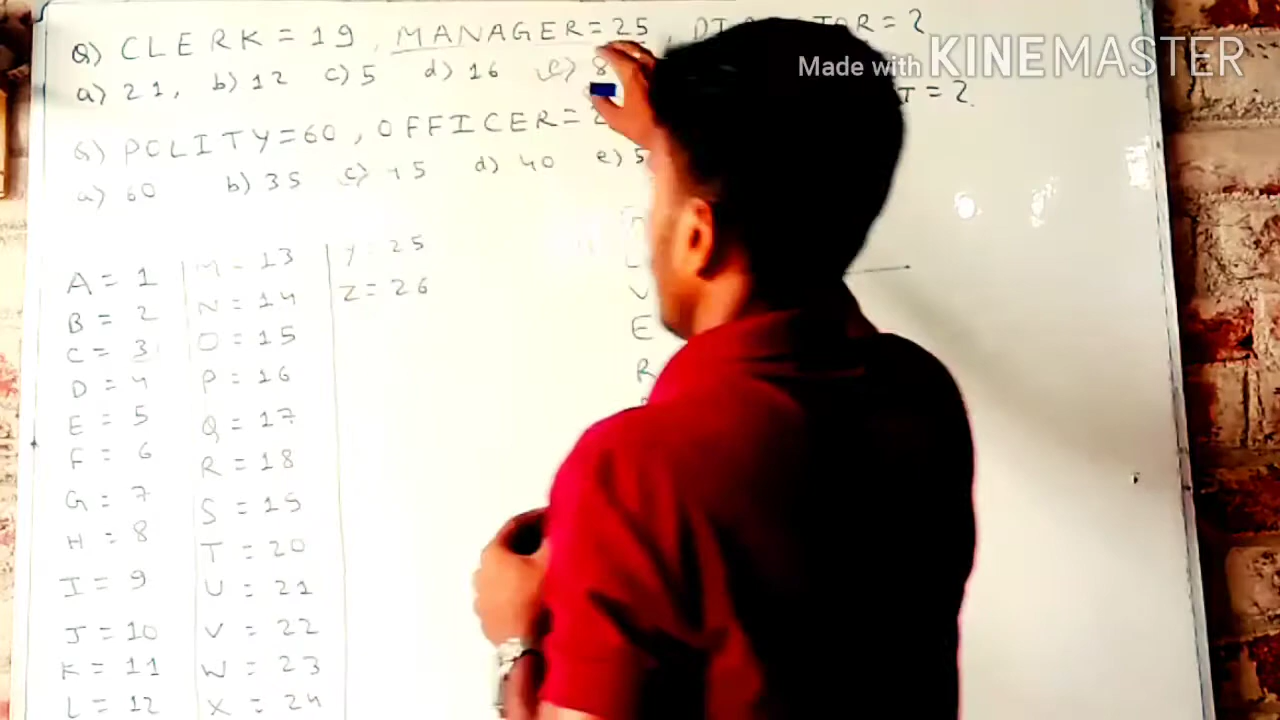 Q) CLERK = 19, MANAGER = 25, = 2
a) 21, b) 12 c) 5 d) 16 e) 8
Made with KINEMASTER
T = 2
Q) POLITY = 60, OFFICER =
a) 60 b) 35 c) 15 d) 40 e) 5
A = 1
B = 2
C = 3
D = 4
E = 5
F = 6
G = 7
H = 8
I = 9
J = 10
K = 11
L = 12
M = 13
N = 14
O = 15
P = 16
Q = 17
R = 18
S = 19
T = 20
U = 21
V = 22
W = 23
X = 24
Y = 25
Z = 26
V
E
R